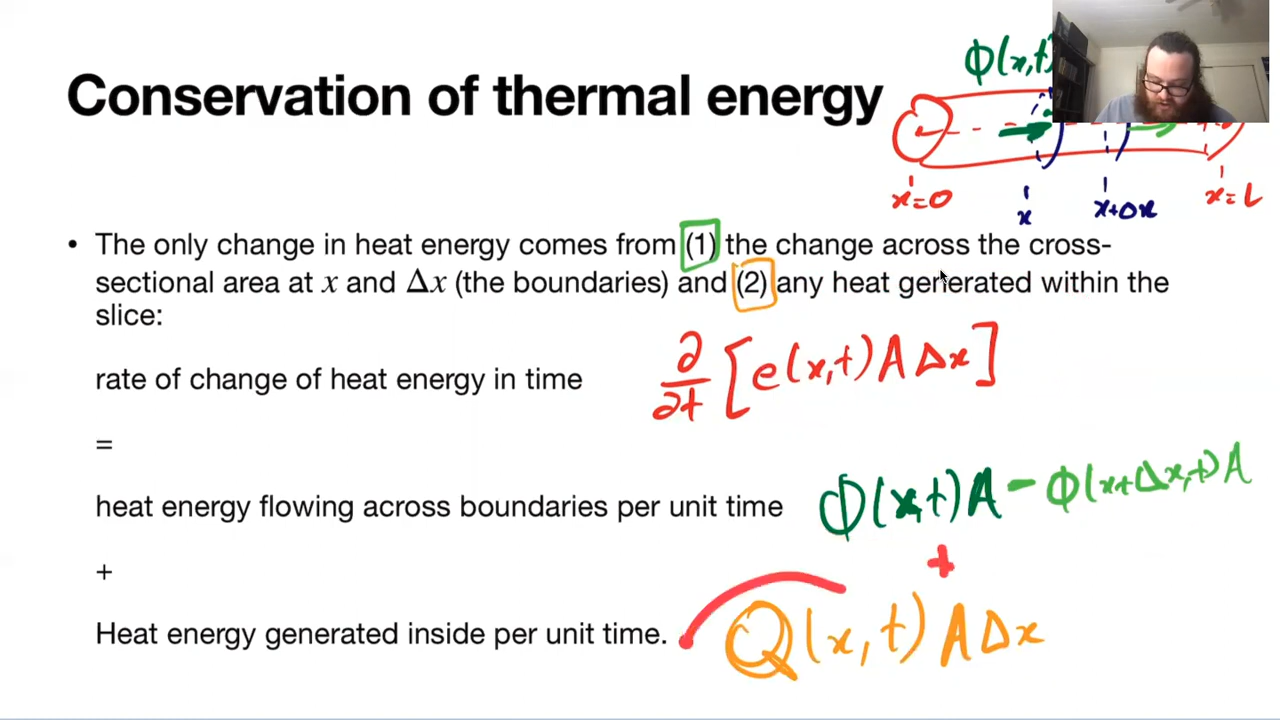 Conservation of thermal energy
ϕ(x,t)
x=0
x
x+Δx
x=L
• The only change in heat energy comes from (1) the change across the cross-
sectional area at x and Δx (the boundaries) and (2) any heat generated within the
slice:
rate of change of heat energy in time
∂/∂t [e(x,t) A Δx]
=
heat energy flowing across boundaries per unit time
ϕ(x,t)A - ϕ(x+Δx,t)A
+
+
Heat energy generated inside per unit time.
Q(x,t) A Δx